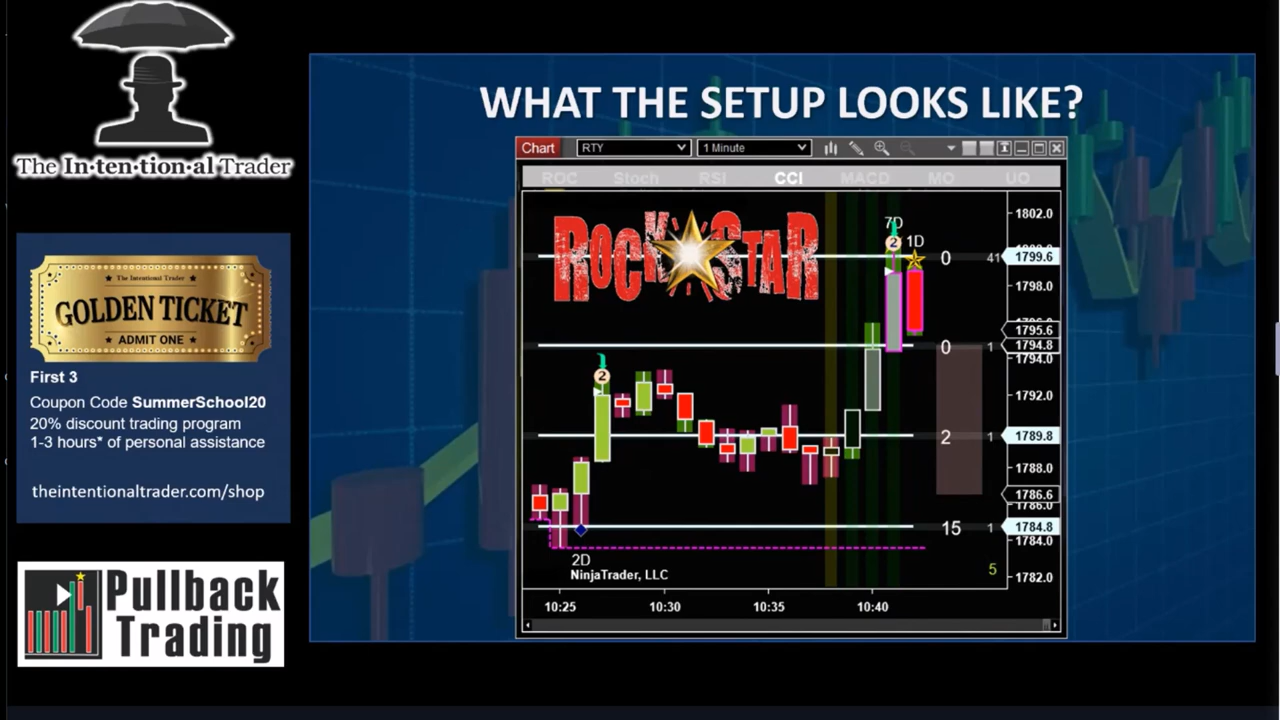 The In·ten·tion·al Trader
The Intentional Trader
GOLDEN TICKET
★ ADMIT ONE ★
First 3
Coupon Code SummerSchool20
20% discount trading program
1-3 hours* of personal assistance
theintentionaltrader.com/shop
Pullback
Trading
WHAT THE SETUP LOOKS LIKE?
Chart RTY 1 Minute
ROC Stoch RSI CCI MACD MO UO
ROCKSTAR
7D
2
1D
0 41 1799.6
0 1 1794.8
2 1 1789.8
15 1 1784.8
2
2D
NinjaTrader, LLC
5
1802.0
1798.0
1795.6
1794.0
1792.0
1788.0
1786.6
1786.0
1784.0
1782.0
10:25 10:30 10:35 10:40